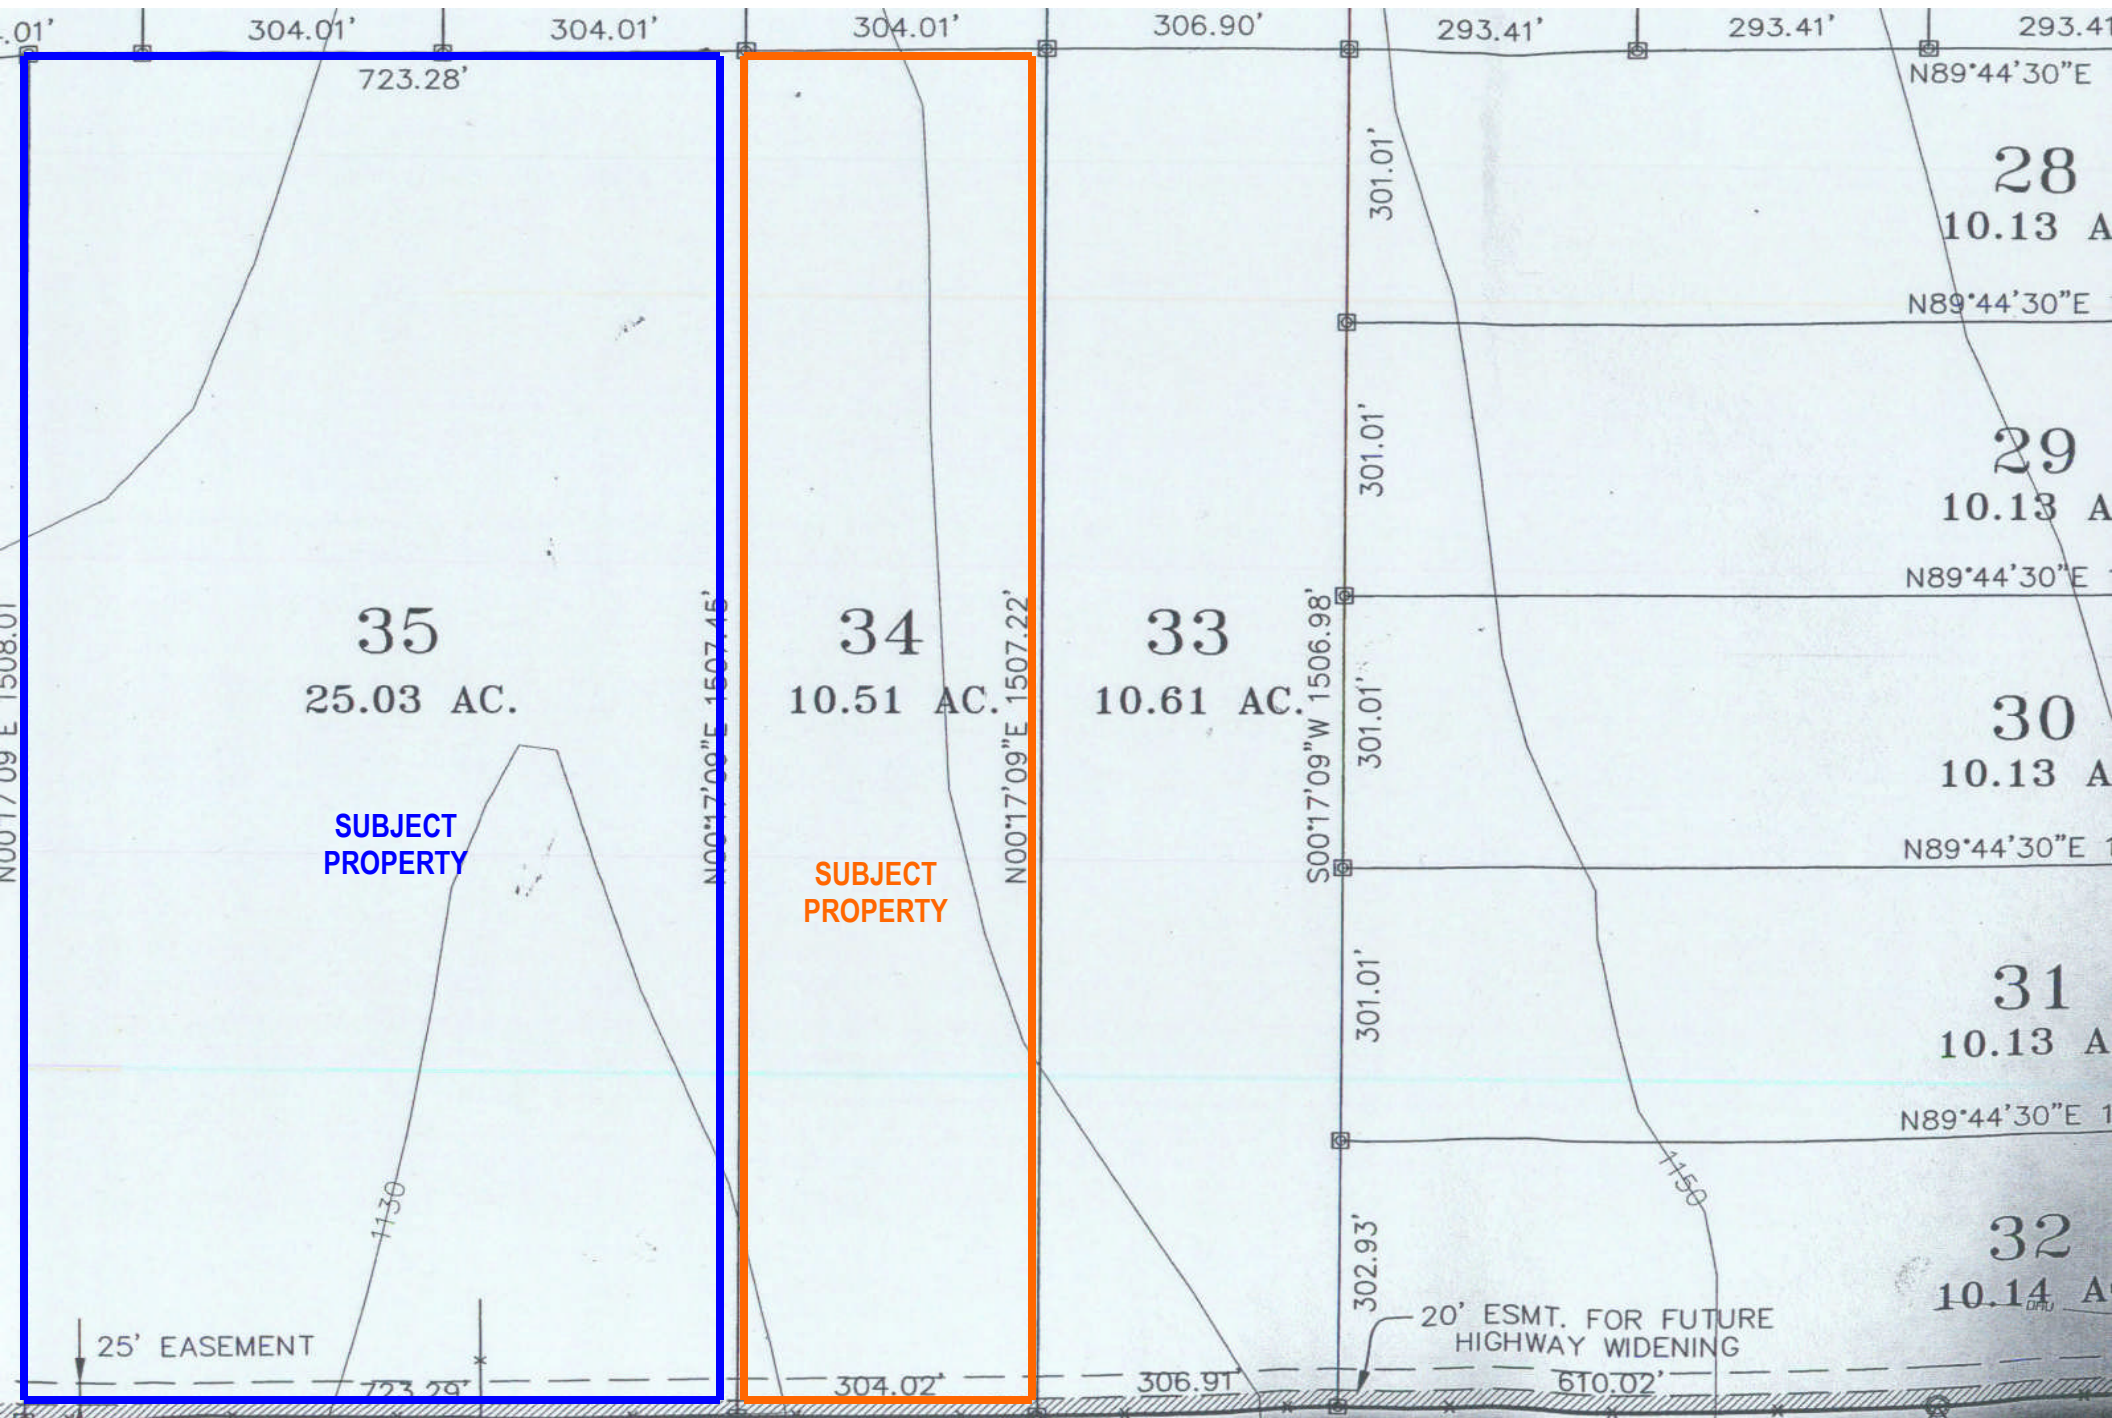 .01'
304.01'
304.01'
304.01'
306.90'
293.41'
293.41'
293.41
723.28'
N89°44'30"E
301.01'
28
10.13 A
N89°44'30"E
301.01'
29
10.13 A
N89°44'30"E 1
N00°17'09"E 1508.01
35
25.03 AC.
N00°17'09"E 1507.45'
34
10.51 AC.
N00°17'09"E 1507.22'
33
10.61 AC.
S00°17'09"W 1506.98'
301.01'
30
10.13 A
SUBJECT
PROPERTY
SUBJECT
PROPERTY
N89°44'30"E 1
301.01'
31
10.13 A
N89°44'30"E 1
1130
1150
302.93'
32
10.14 A
25' EASEMENT
20' ESMT. FOR FUTURE
HIGHWAY WIDENING
723.29'
304.02'
306.91'
610.02'